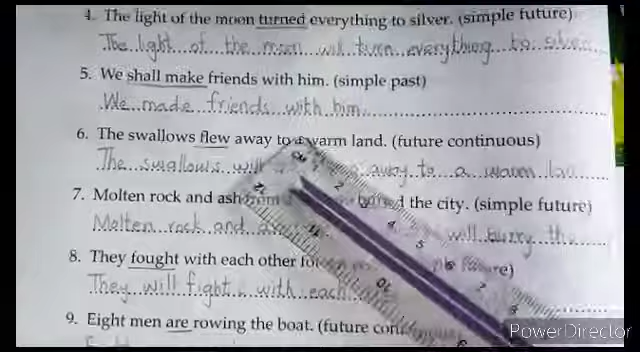 4. The light of the moon turned everything to silver. (simple future)
The light of the moon will turn everything to silver
5. We shall make friends with him. (simple past)
We made friends with him
6. The swallows flew away to a warm land. (future continuous)
The swallows will away to a warm
7. Molten rock and ash from the city. (simple future)
Molten rock and will burry the
8. They fought with each other
They will fight with each
9. Eight men are rowing the boat. (future
PowerDirector